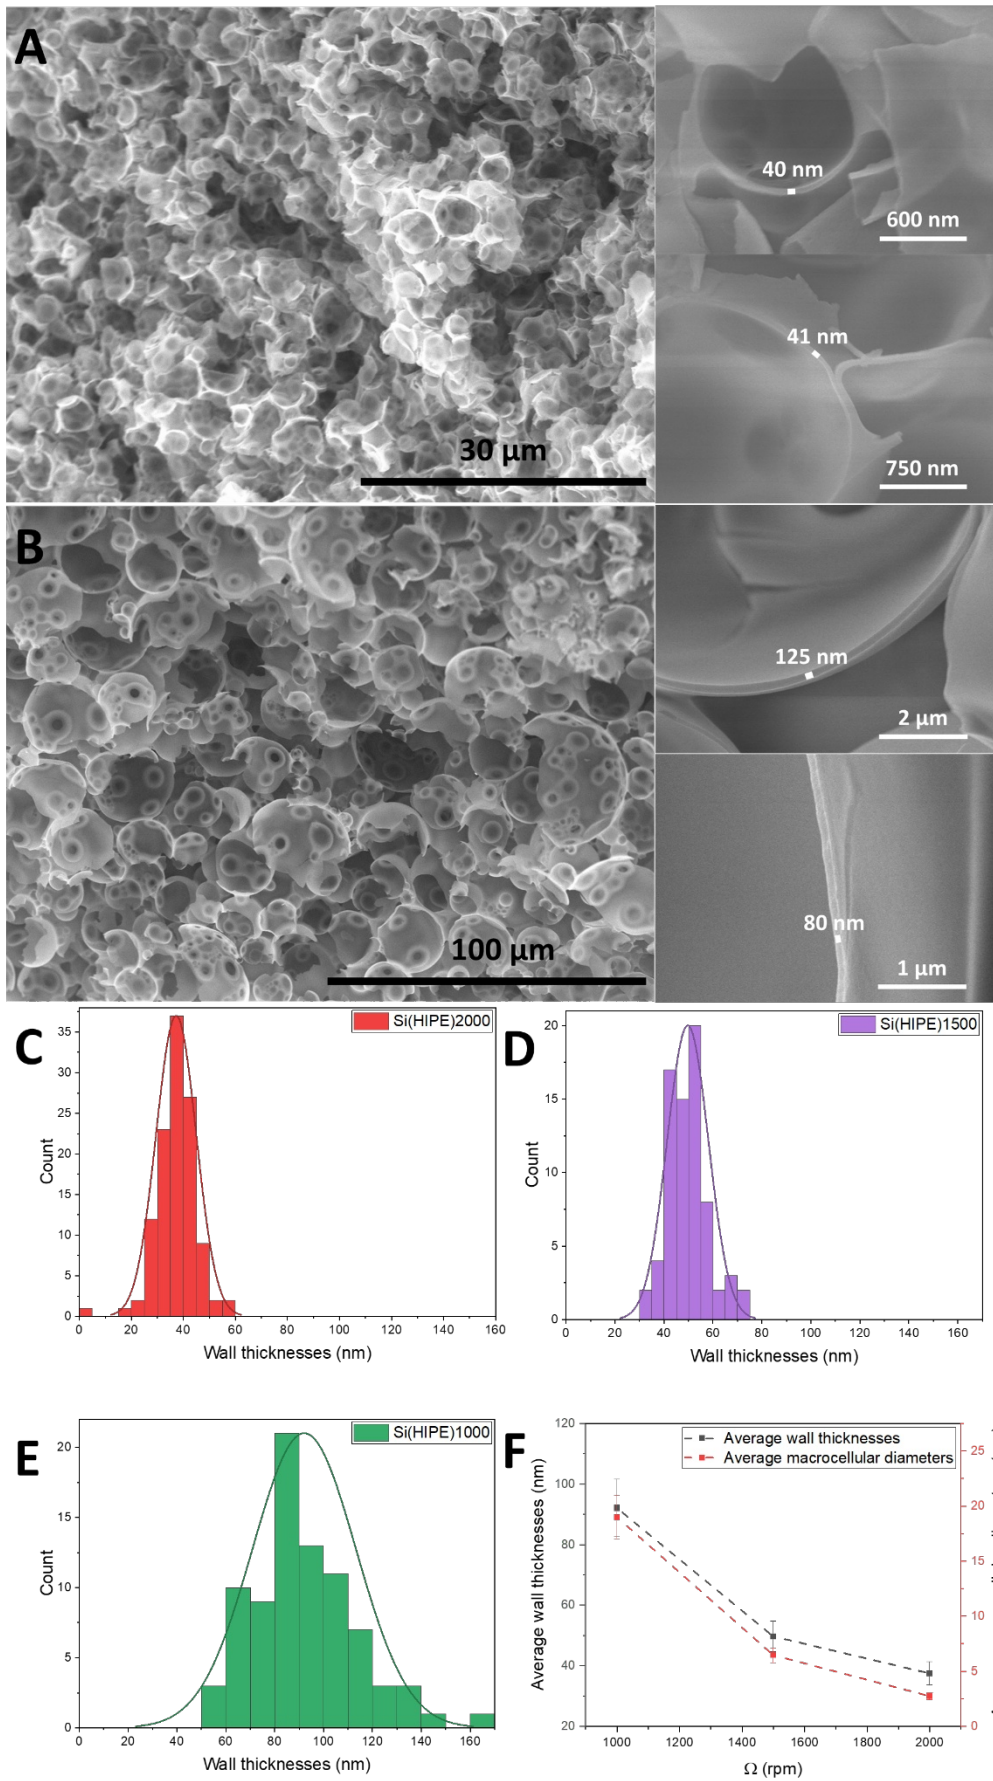 A
40 nm
600 nm
41 nm
750 nm
30 µm
B
125 nm
2 µm
80 nm
1 µm
100 µm
C
Si(HIPE)2000
Count
35
30
25
20
15
10
5
0
0 20 40 60 80 100 120 140 160
Wall thicknesses (nm)
D
Si(HIPE)1500
Count
20
15
10
5
0
0 20 40 60 80 100 120 140 160
Wall thicknesses (nm)
E
Si(HIPE)1000
Count
20
15
10
5
0
0 20 40 60 80 100 120 140 160
Wall thicknesses (nm)
F
Average wall thicknesses
Average macrocellular diameters
Average wall thicknesses (nm)
120
100
80
60
40
20
25
20
15
10
5
0
1000 1200 1400 1600 1800 2000
Ω (rpm)